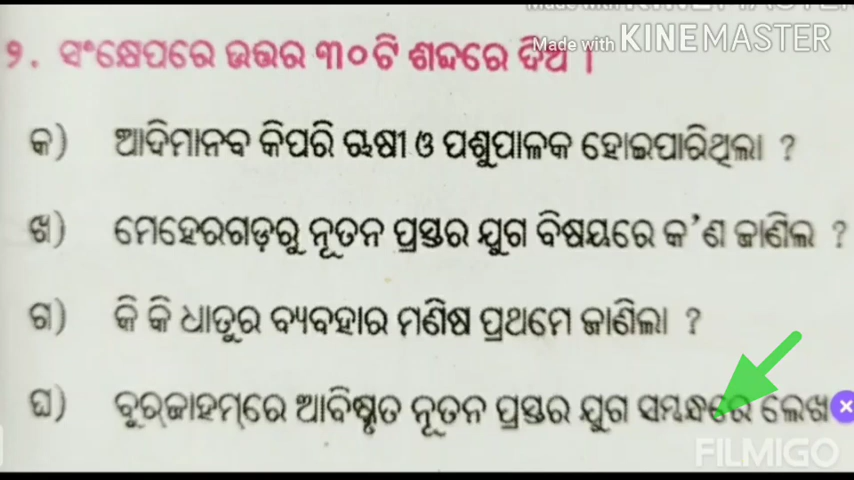 Made with KINEMASTER
୨. ସଂକ୍ଷେପରେ ଉତ୍ତର ୩୦ଟି ଶବ୍ଦରେ ଦିଅ ।
କ) ଆଦିମାନବ କିପରି ଋଷୀ ଓ ପଶୁପାଳକ ହୋଇପାରିଥିଲା ?
ଖ) ମେହେରଗଡ଼ରୁ ନୂତନ ପ୍ରସ୍ତର ଯୁଗ ବିଷୟରେ କ'ଣ ଜାଣିଲ ?
ଗ) କି କି ଧାତୁର ବ୍ୟବହାର ମଣିଷ ପ୍ରଥମେ ଜାଣିଲା ?
ଘ) ବୁର୍‌ଜାହମ୍‌ରେ ଆବିଷ୍କୃତ ନୂତନ ପ୍ରସ୍ତର ଯୁଗ ସମ୍ବନ୍ଧରେ ଲେଖ
FILMIGO